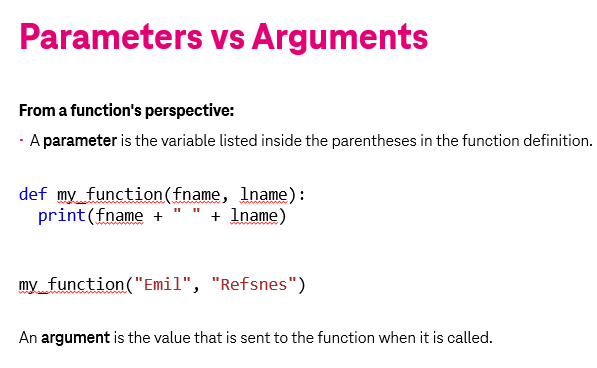 Parameters vs Arguments
From a function's perspective:
· A parameter is the variable listed inside the parentheses in the function definition.
def my_function(fname, lname):
  print(fname + " " + lname)
my_function("Emil", "Refsnes")
An argument is the value that is sent to the function when it is called.